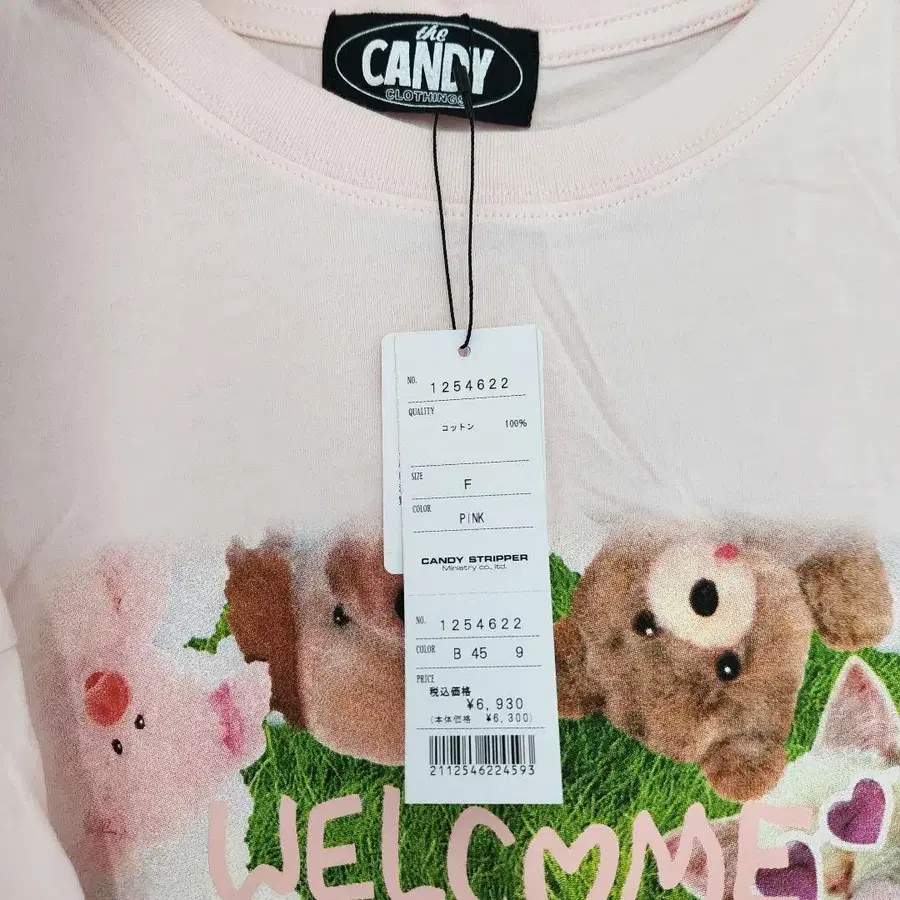 the
CANDY
CLOTHINGS
NO. 1254622
QUALITY
コットン 100%
SIZE
F
COLOR
PINK
CANDY STRIPPER
Ministry co., ltd.
NO. 1254622
COLOR B 45 9
PRICE
税込価格
¥6,930
(本体価格 ¥6,300)
2112546224593
WELCOME